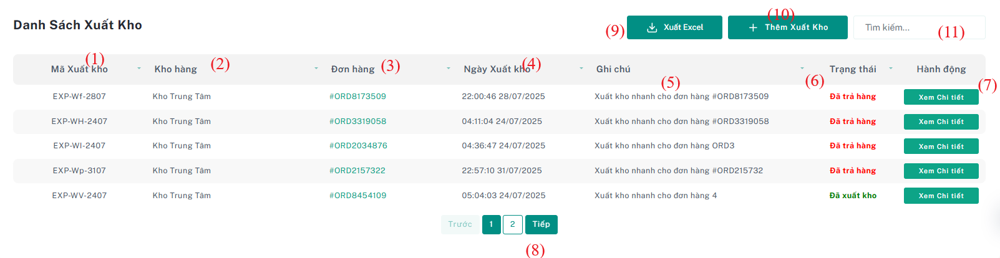 Danh Sách Xuất Kho
(9) Xuất Excel
(10)
Thêm Xuất Kho
Tìm kiếm...
(11)
(1) (2) (3) (4) (5) (6) (7)
Mã Xuất kho Kho hàng Đơn hàng Ngày Xuất kho Ghi chú Trạng thái Hành động
EXP-Wf-2807 Kho Trung Tâm #ORD8173509 22:00:46 28/07/2025 Xuất kho nhanh cho đơn hàng #ORD8173509 Đã trả hàng Xem Chi tiết
EXP-WH-2407 Kho Trung Tâm #ORD3319058 04:11:04 24/07/2025 Xuất kho nhanh cho đơn hàng #ORD3319058 Đã trả hàng Xem Chi tiết
EXP-WI-2407 Kho Trung Tâm #ORD2034876 04:36:47 24/07/2025 Xuất kho nhanh cho đơn hàng ORD3 Đã trả hàng Xem Chi tiết
EXP-Wp-3107 Kho Trung Tâm #ORD2157322 22:57:10 31/07/2025 Xuất kho nhanh cho đơn hàng #ORD215732 Đã trả hàng Xem Chi tiết
EXP-WV-2407 Kho Trung Tâm #ORD8454109 05:04:03 24/07/2025 Xuất kho nhanh cho đơn hàng 4 Đã xuất kho Xem Chi tiết
Trước 1 2 Tiếp
(8)